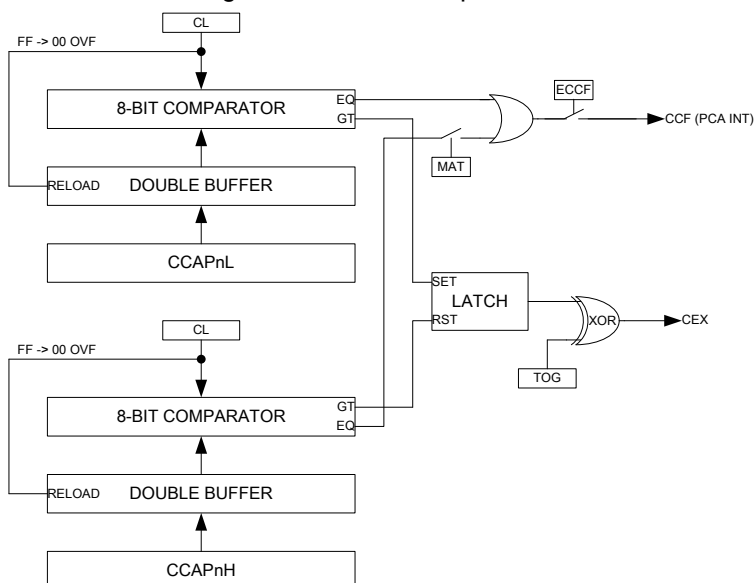 CL
FF -> 00 OVF
8-BIT COMPARATOR
EQ
GT
RELOAD
DOUBLE BUFFER
CCAPnL
ECCF
CCF (PCA INT)
MAT
SET
LATCH
RST
XOR
CEX
TOG
CL
FF -> 00 OVF
8-BIT COMPARATOR
GT
EQ
RELOAD
DOUBLE BUFFER
CCAPnH